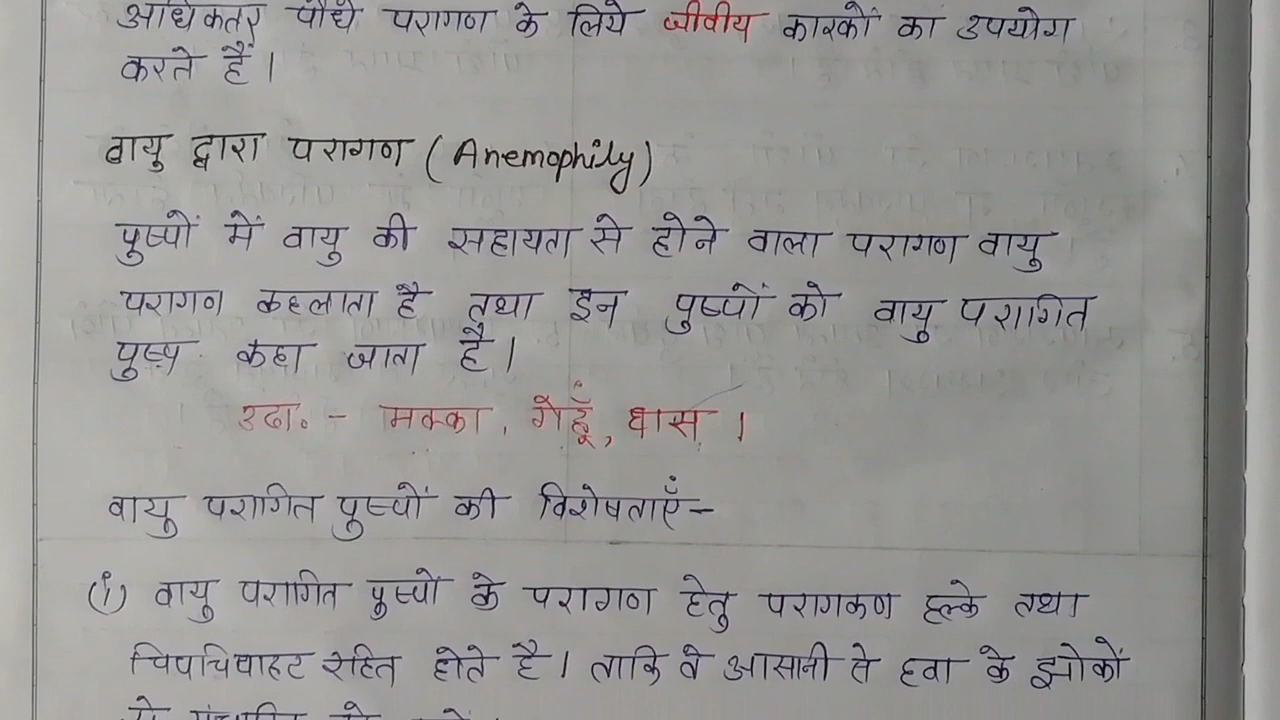 अधिकतर पौधे परागण के लिये जीवीय कारकों का उपयोग
करते हैं।
वायु द्वारा परागण (Anemophily)
पुष्पों में वायु की सहायता से होने वाला परागण वायु
परागण कहलाता है तथा इन पुष्पों को वायु परागित
पुष्प कहा जाता है।
उदा. - मक्का, गेहूँ, घास ।
वायु परागित पुष्पों की विशेषताएँ-
(i) वायु परागित पुष्पो के परागण हेतु परागकण हल्के तथा
चिपचिपाहट रहित होते है। ताकि वे आसानी से हवा के झोकों